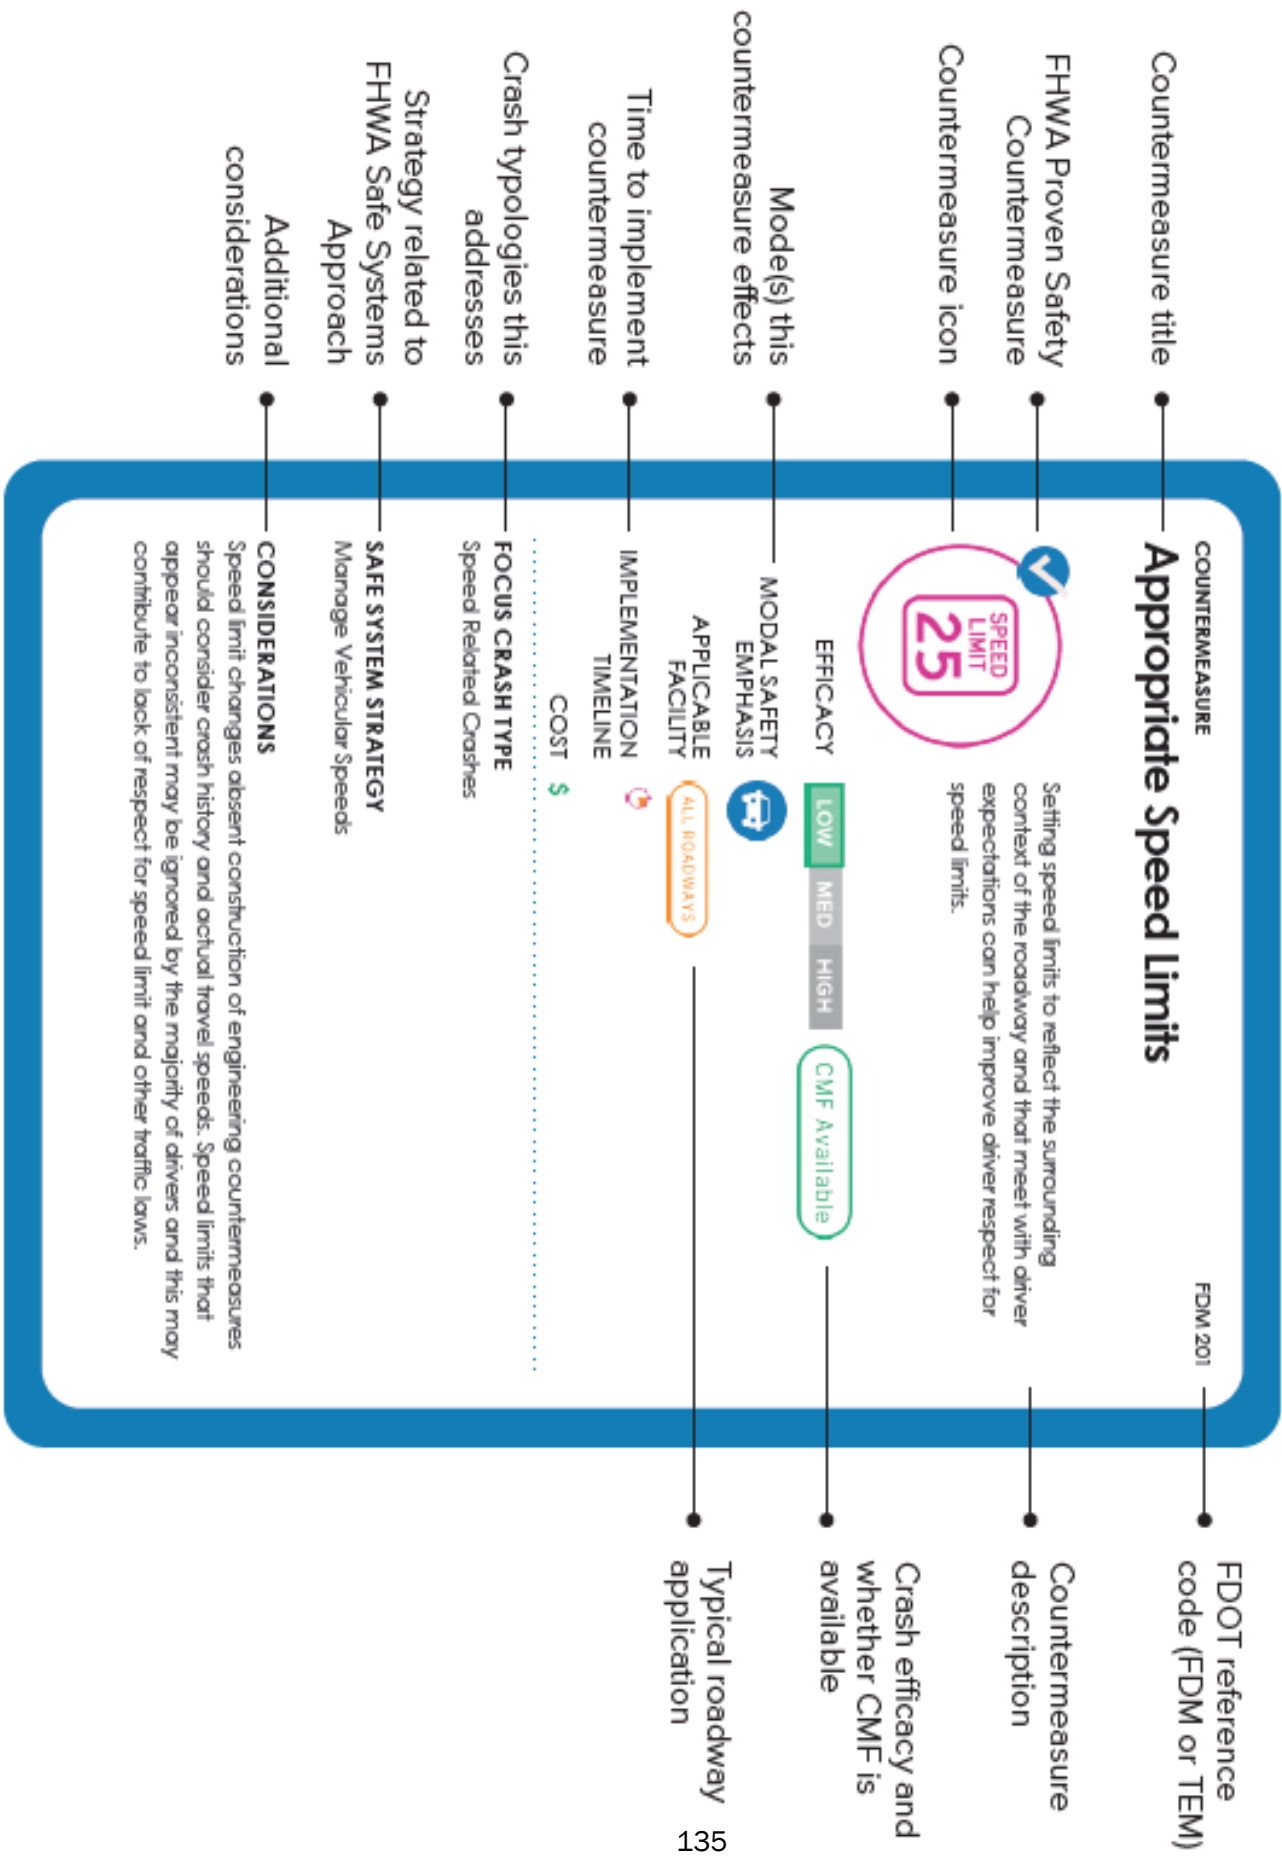 Countermeasure title
FHWA Proven Safety
Countermeasure
Countermeasure icon
Mode(s) this
countermeasure effects
Time to implement
countermeasure
Crash typologies this
addresses
Strategy related to
FHWA Safe Systems
Approach
Additional
considerations
COUNTERMEASURE
FDM 201
Appropriate Speed Limits
SPEED
LIMIT
25
Setting speed limits to reflect the surrounding
context of the roadway and that meet with driver
expectations can help improve driver respect for
speed limits.
EFFICACY
LOW MED HIGH
CMF Available
MODAL SAFETY
EMPHASIS
APPLICABLE
FACILITY
ALL ROADWAYS
IMPLEMENTATION
TIMELINE
COST $
FOCUS CRASH TYPE
Speed Related Crashes
SAFE SYSTEM STRATEGY
Manage Vehicular Speeds
CONSIDERATIONS
Speed limit changes absent construction of engineering countermeasures
should consider crash history and actual travel speeds. Speed limits that
appear inconsistent may be ignored by the majority of drivers and this may
contribute to lack of respect for speed limit and other traffic laws.
FDOT reference
code (FDM or TEM)
Countermeasure
description
Crash efficacy and
whether CMF is
available
Typical roadway
application
135